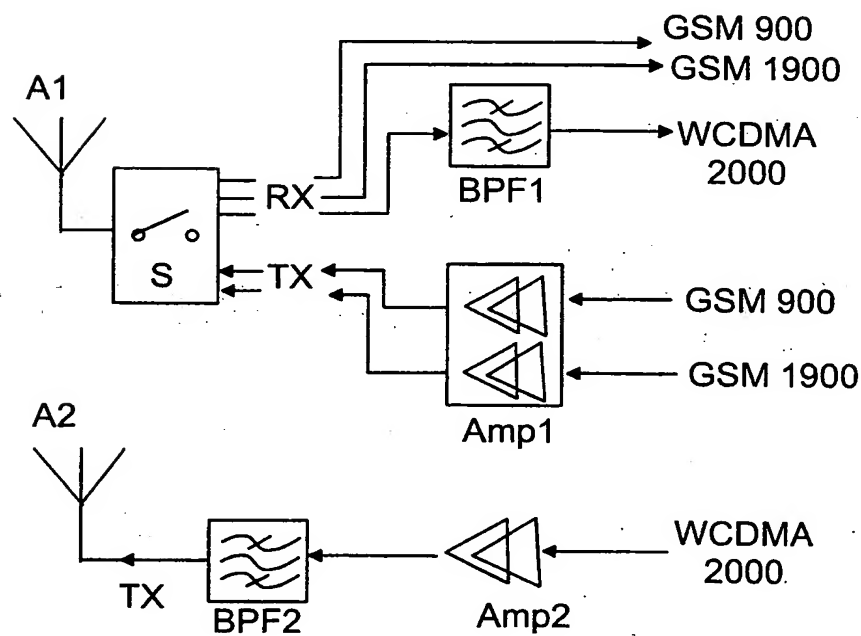 GSM 900
GSM 1900
A1
WCDMA
2000
RX
BPF1
S
TX
GSM 900
GSM 1900
Amp1
A2
WCDMA
2000
TX
BPF2
Amp2